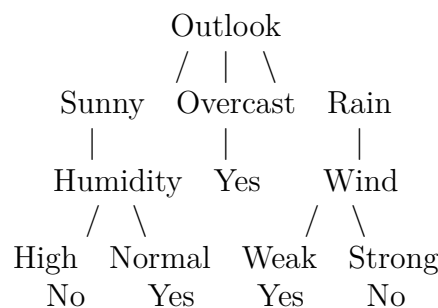 Outlook
Sunny Overcast Rain
Humidity Yes Wind
High Normal Weak Strong
No Yes Yes No